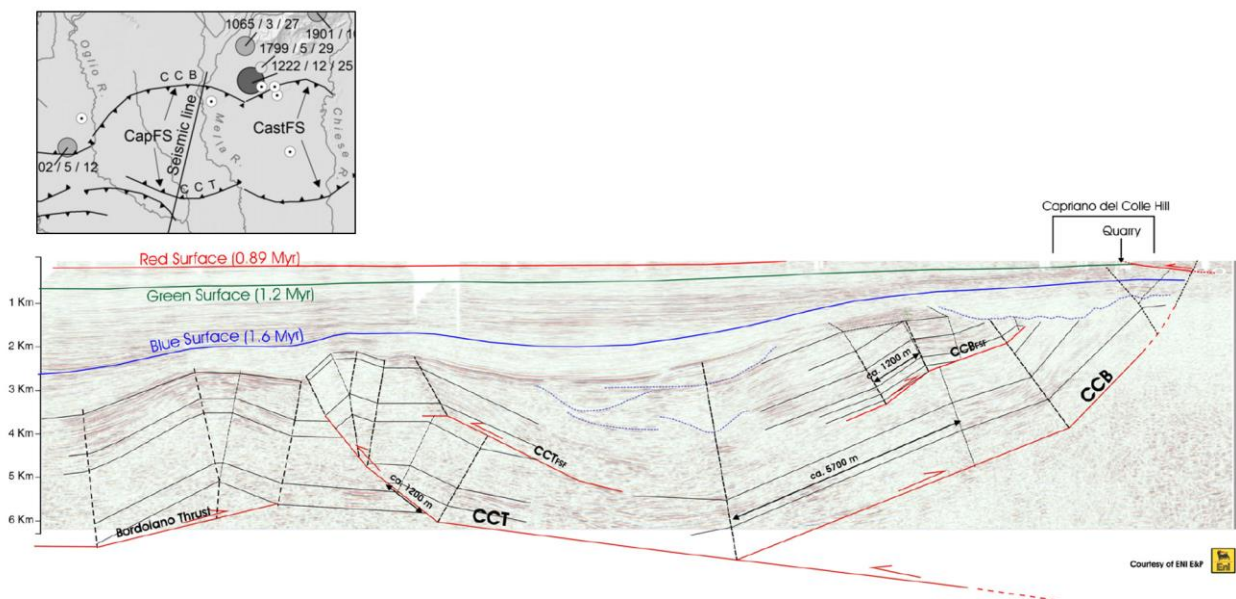 1065 / 3 / 27
1901 / 10
1799 / 5 / 29
1222 / 12 / 25
Oglio R.
C C B
CapFS
Seismic line
Mella R.
CastFS
Chiese R.
02 / 5 / 12
C C T
Capriano del Colle Hill
Quarry
Red Surface (0.89 Myr)
Green Surface (1.2 Myr)
Blue Surface (1.6 Myr)
1 Km
2 Km
3 Km
4 Km
5 Km
6 Km
ca. 1200 m
CCBFSF
CCB
CCTFSF
ca. 5700 m
ca. 1200 m
CCT
Bordolano Thrust
Courtesy of ENI E&P
Eni